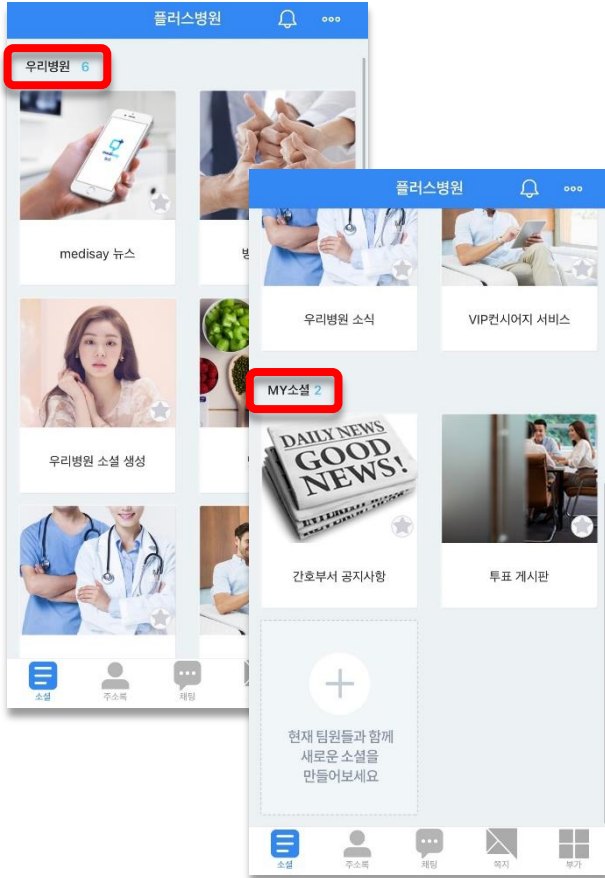 플러스병원
우리병원 6
medisay 뉴스
우리병원 소셜 생성
소셜
주소록
채팅
플러스병원
우리병원 소식
VIP컨시어지 서비스
MY소셜 2
DAILY NEWS
GOOD
NEWS!
간호부서 공지사항
투표 게시판
현재 팀원들과 함께
새로운 소셜을
만들어보세요
소셜
주소록
채팅
쪽지
부가